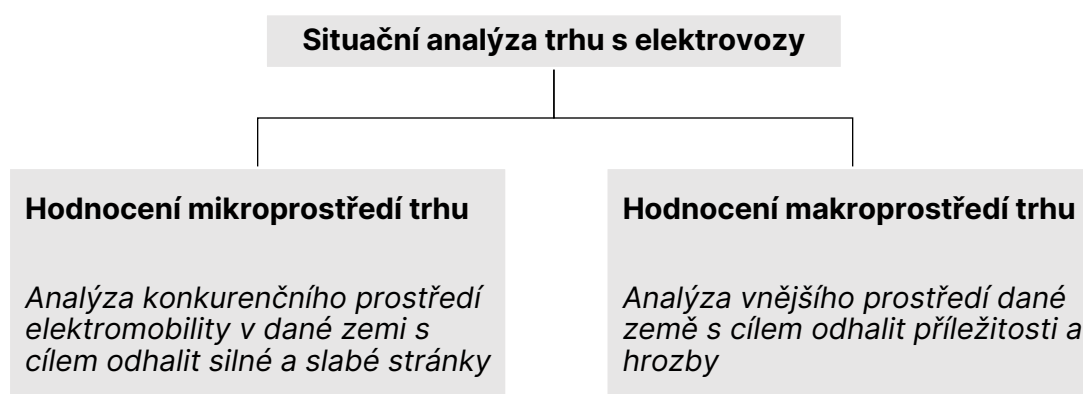 Situační analýza trhu s elektrovozy
Hodnocení mikroprostředí trhu
Analýza konkurenčního prostředí
elektromobility v dané zemi s
cílem odhalit silné a slabé stránky
Hodnocení makroprostředí trhu
Analýza vnějšího prostředí dané
země s cílem odhalit příležitosti a
hrozby